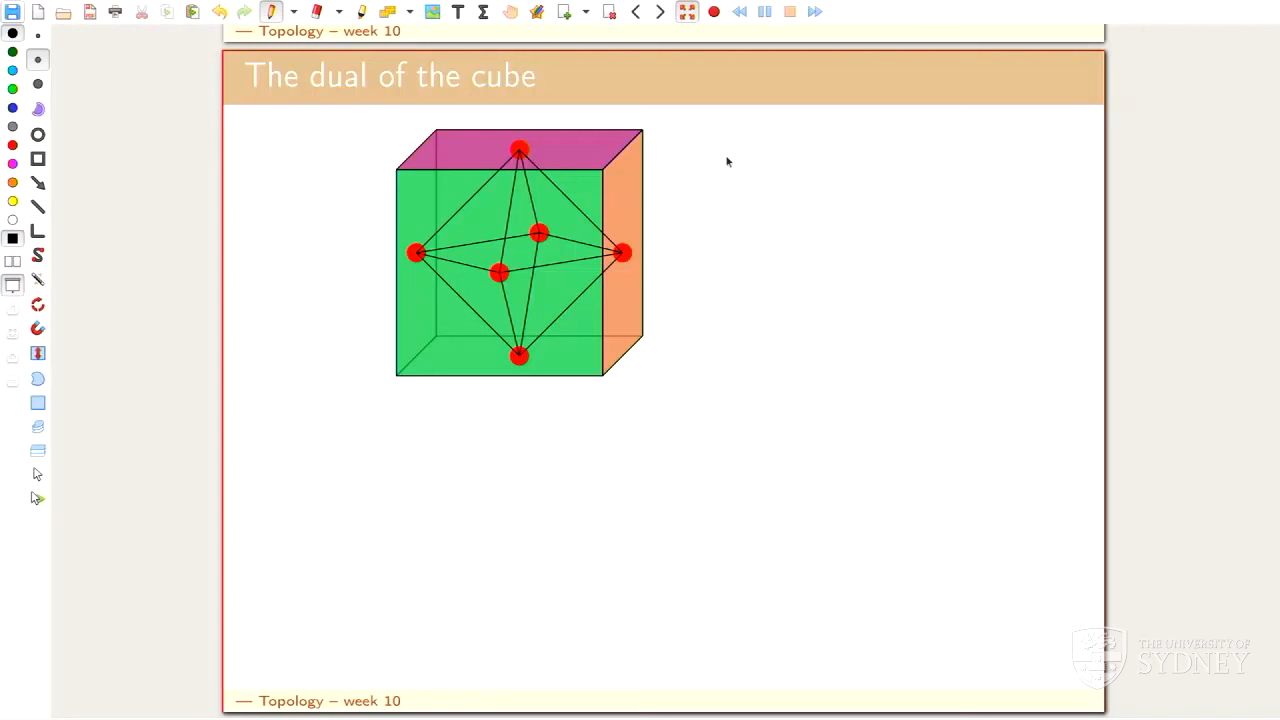 — Topology – week 10
The dual of the cube
THE UNIVERSITY OF
SYDNEY
— Topology – week 10